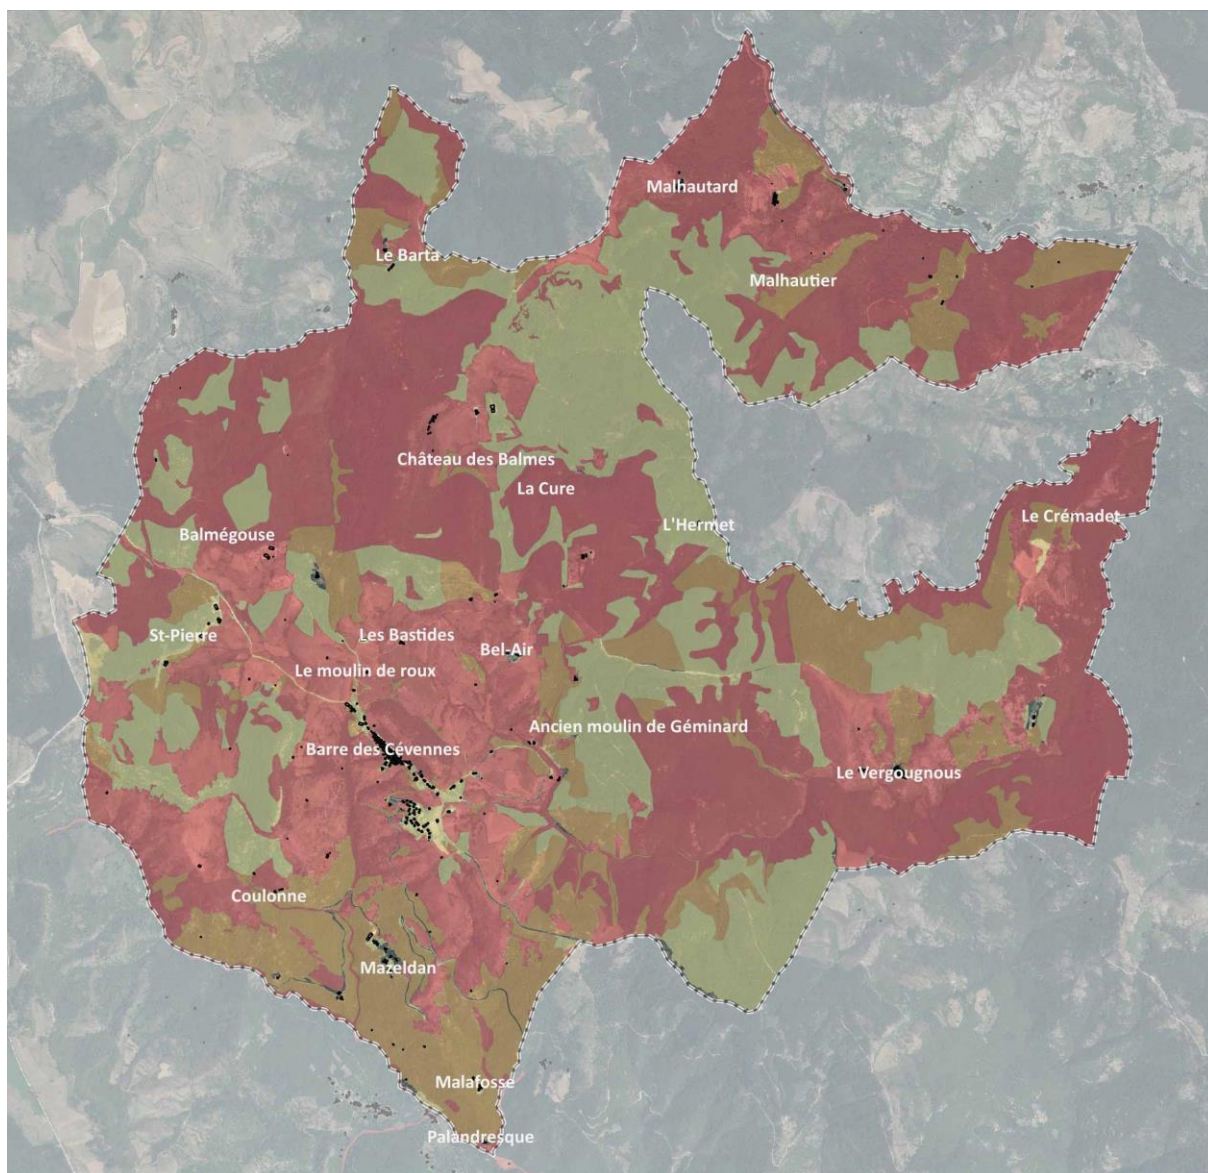 Malhautard
Le Barta
Malhautier
Château des Balmes
La Cure
L'Hermet
Le Crémadet
Balmégouse
St-Pierre
Les Bastides
Bel-Air
Le moulin de roux
Ancien moulin de Géminard
Barre des Cévennes
Le Vergougnous
Coulonne
Mazeldan
Malafosse
Palandresque